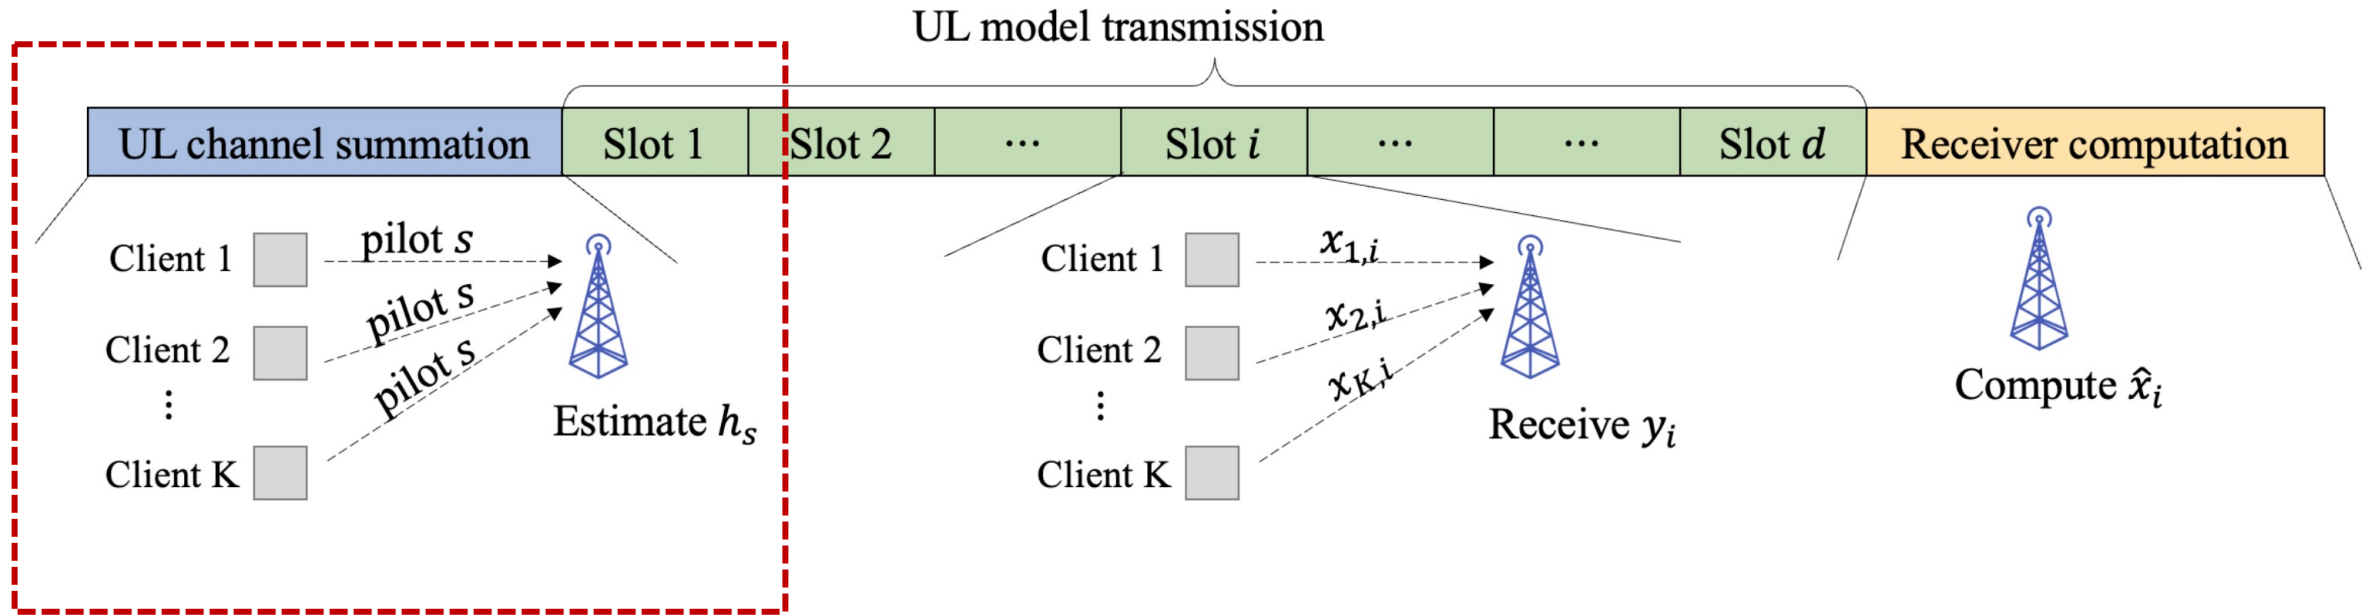 UL model transmission
UL channel summation Slot 1 Slot 2 ... Slot i ... ... Slot d Receiver computation
Client 1 pilot s
Client 2 pilot s
⋮
Client K pilot s
Estimate hₛ
Client 1 x₁,ᵢ
Client 2 x₂,ᵢ
⋮
Client K x_K,ᵢ
Receive yᵢ
Compute x̂ᵢ